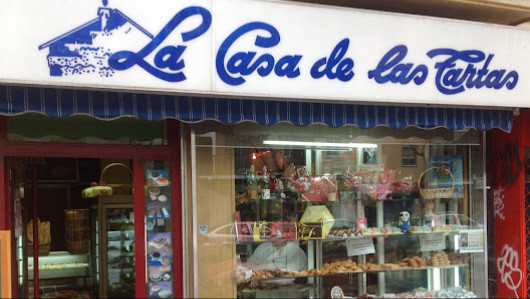 La Casa de las Tartas